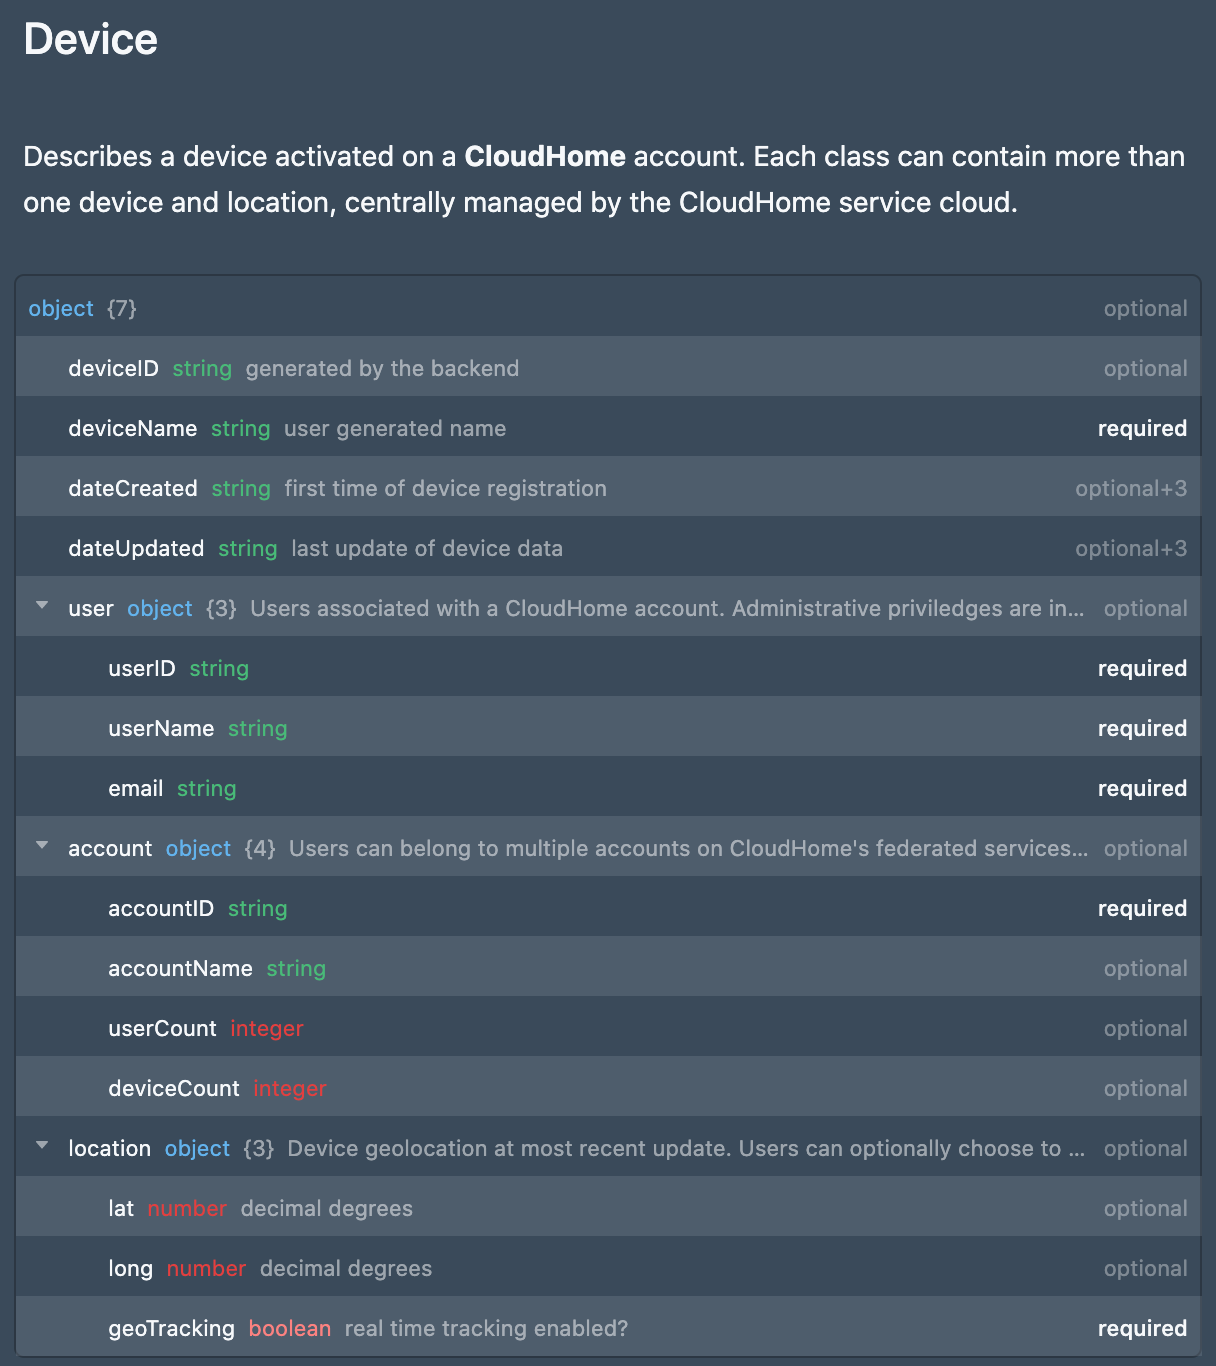 Device
Describes a device activated on a CloudHome account. Each class can contain more than
one device and location, centrally managed by the CloudHome service cloud.
object {7} optional
deviceID string generated by the backend optional
deviceName string user generated name required
dateCreated string first time of device registration optional+3
dateUpdated string last update of device data optional+3
user object {3} Users associated with a CloudHome account. Administrative priviledges are in... optional
userID string required
userName string required
email string required
account object {4} Users can belong to multiple accounts on CloudHome's federated services... optional
accountID string required
accountName string optional
userCount integer optional
deviceCount integer optional
location object {3} Device geolocation at most recent update. Users can optionally choose to ... optional
lat number decimal degrees optional
long number decimal degrees optional
geoTracking boolean real time tracking enabled? required